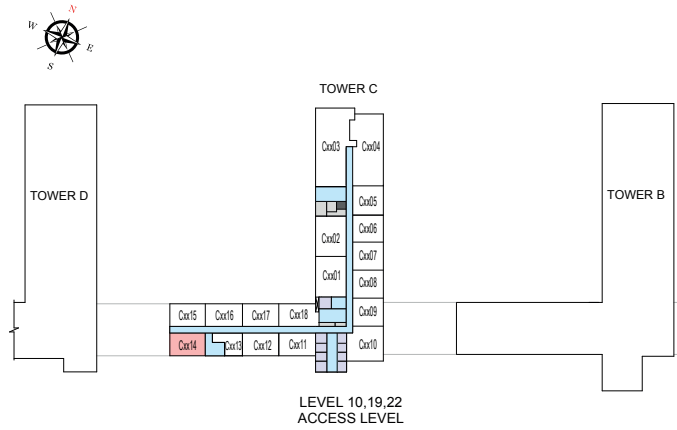 N
W
E
S
TOWER C
Cxx03
Cxx04
TOWER D
TOWER B
Cxx05
Cxx02
Cxx06
Cxx07
Cxx01
Cxx08
Cxx09
Cxx15 Cxx16 Cxx17 Cxx18
Cxx14 Cxx13 Cxx12 Cxx11 Cxx10
LEVEL 10,19,22
ACCESS LEVEL